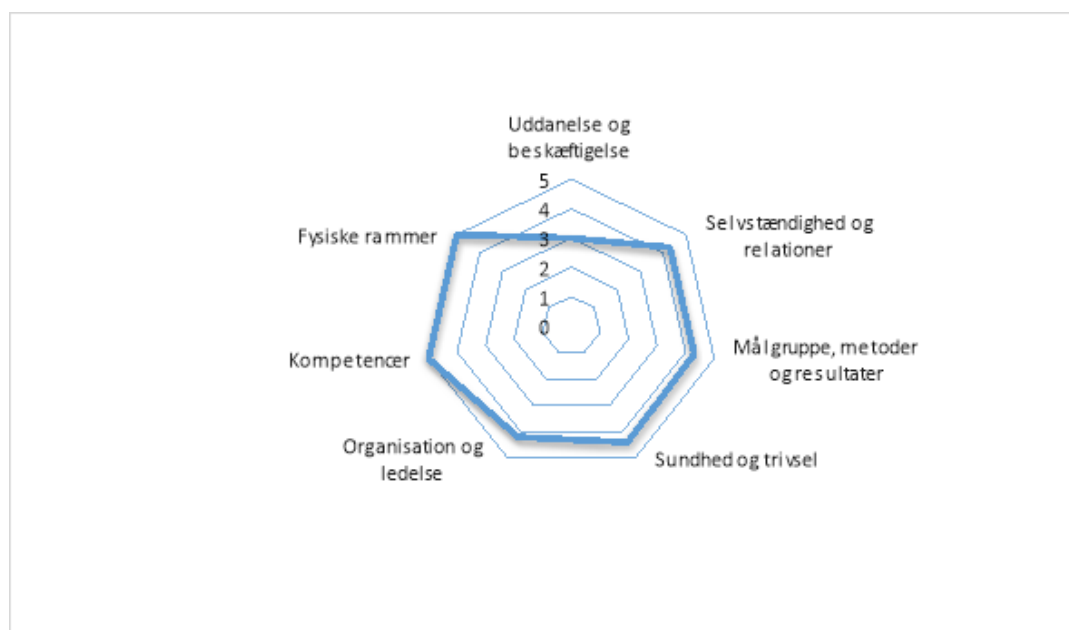 Uddanelse og
beskæftigelse
5
4
3
2
1
0
Selvstændighed og
relationer
Målgruppe, metoder
og resultater
Sundhed og trivsel
Organisation og
ledelse
Kompetencer
Fysiske rammer